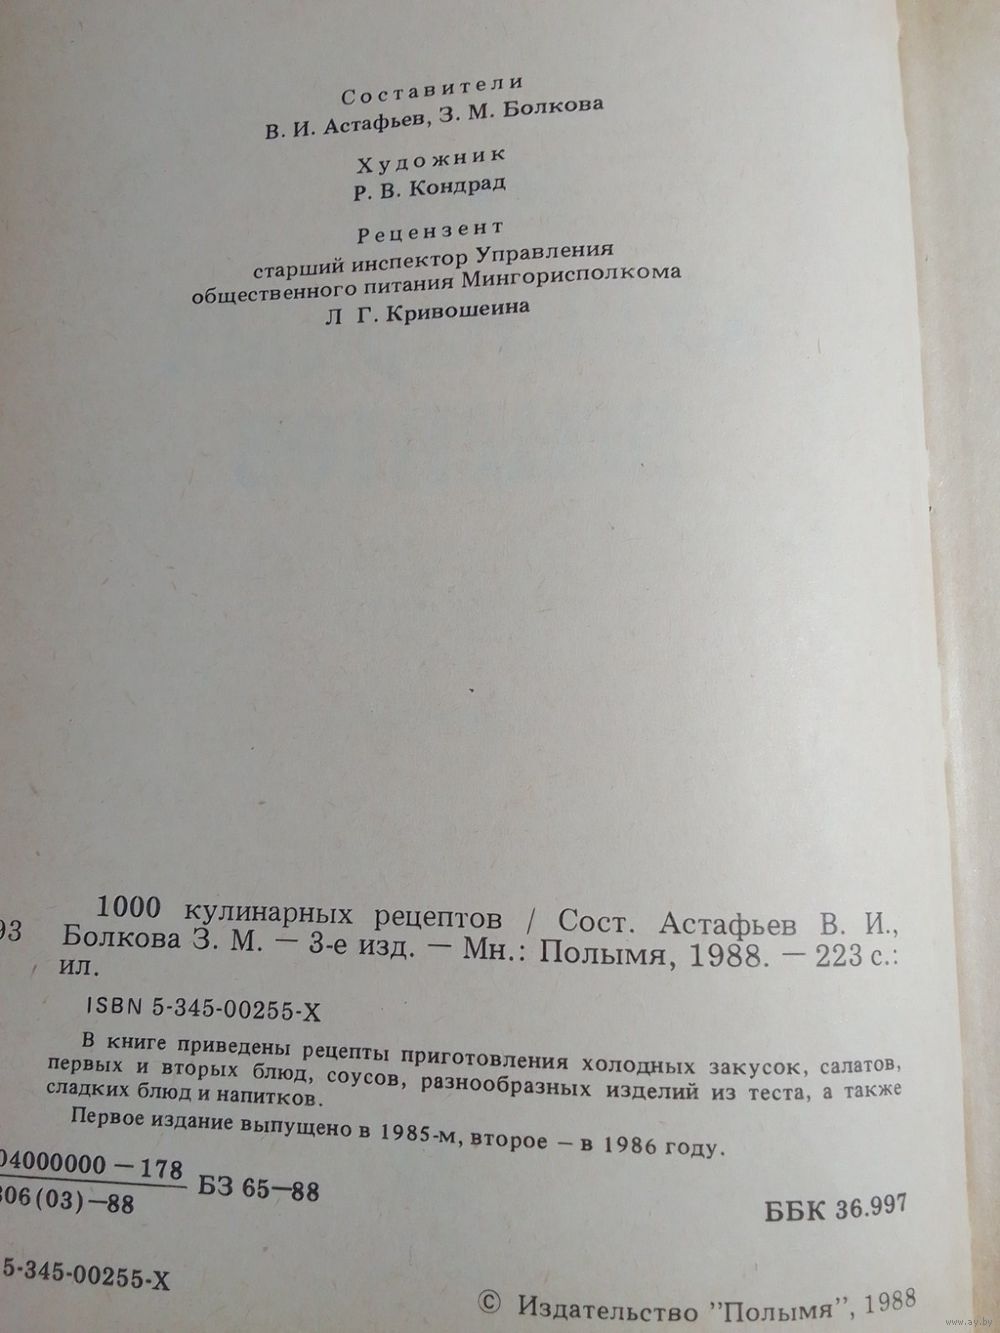 Составители
В. И. Астафьев, З. М. Болкова
Художник
Р. В. Кондрад
Рецензент
старший инспектор Управления
общественного питания Мингорисполкома
Л Г. Кривошеина
93
1000 кулинарных рецептов / Сост. Астафьев В. И.,
Болкова З. М. — 3-е изд. — Мн.: Полымя, 1988. — 223 с.:
ил.
ISBN 5-345-00255-X
В книге приведены рецепты приготовления холодных закусок, салатов,
первых и вторых блюд, соусов, разнообразных изделий из теста, а также
сладких блюд и напитков.
Первое издание выпущено в 1985-м, второе — в 1986 году.
04000000 — 178
306(03)—88
БЗ 65—88
ББК 36.997
5-345-00255-X
© Издательство "Полымя", 1988
www.ay.by